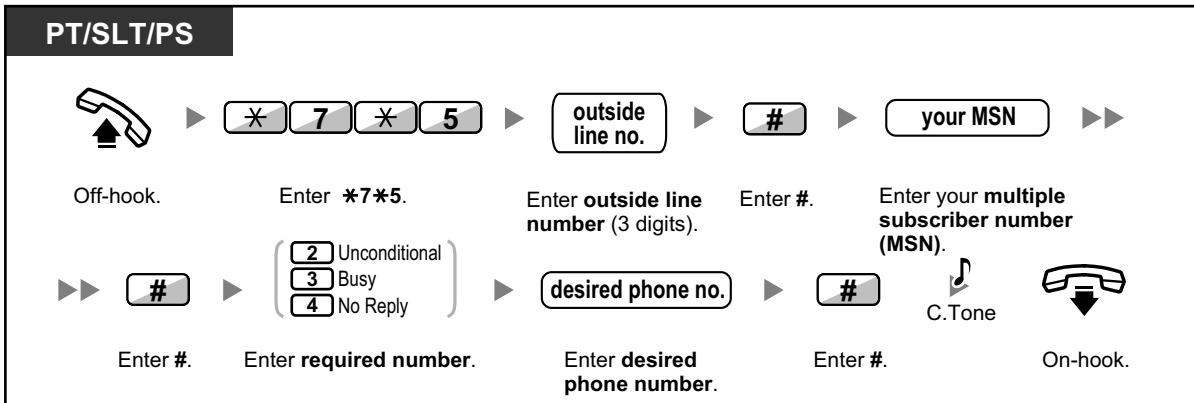 PT/SLT/PS
✳ 7 ✳ 5
outside
line no.
#
your MSN
Off-hook.
Enter ✳7✳5.
Enter outside line
number (3 digits).
Enter #.
Enter your multiple
subscriber number
(MSN).
#
2 Unconditional
3 Busy
4 No Reply
desired phone no.
#
C.Tone
Enter #.
Enter required number.
Enter desired
phone number.
Enter #.
On-hook.